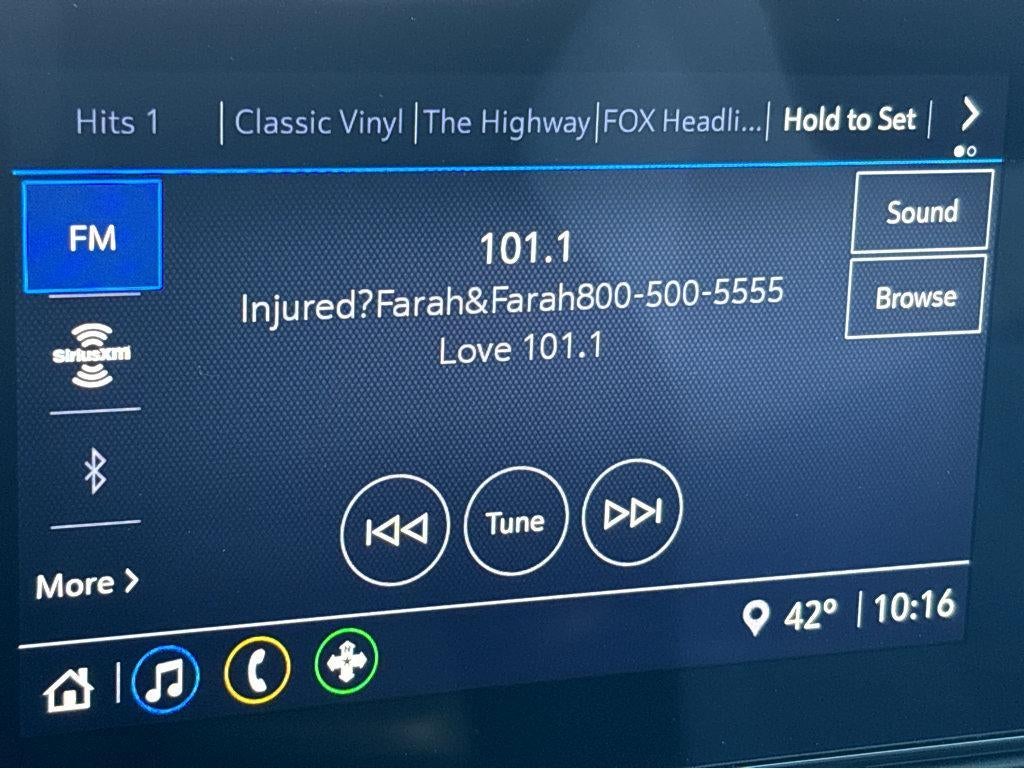 Hits 1 | Classic Vinyl | The Highway | FOX Headli... | Hold to Set |
FM
Sound
101.1
Injured?Farah&Farah800-500-5555
Browse
Love 101.1
SiriusXm
Tune
More >
42° | 10:16
N